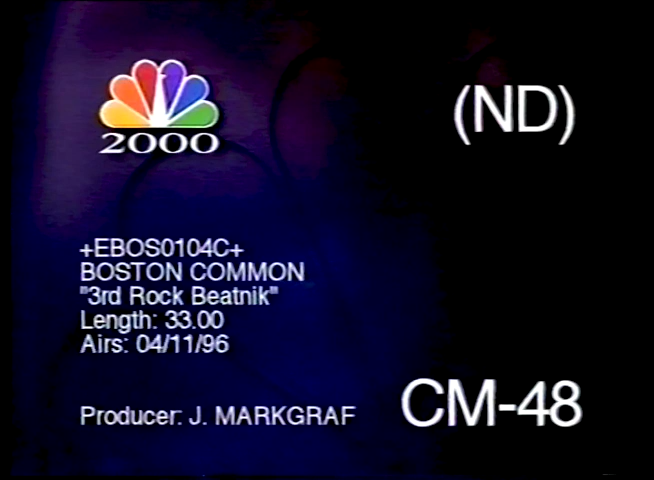 2000
(ND)
+EBOS0104C+
BOSTON COMMON
"3rd Rock Beatnik"
Length: 33.00
Airs: 04/11/96
Producer: J. MARKGRAF
CM-48